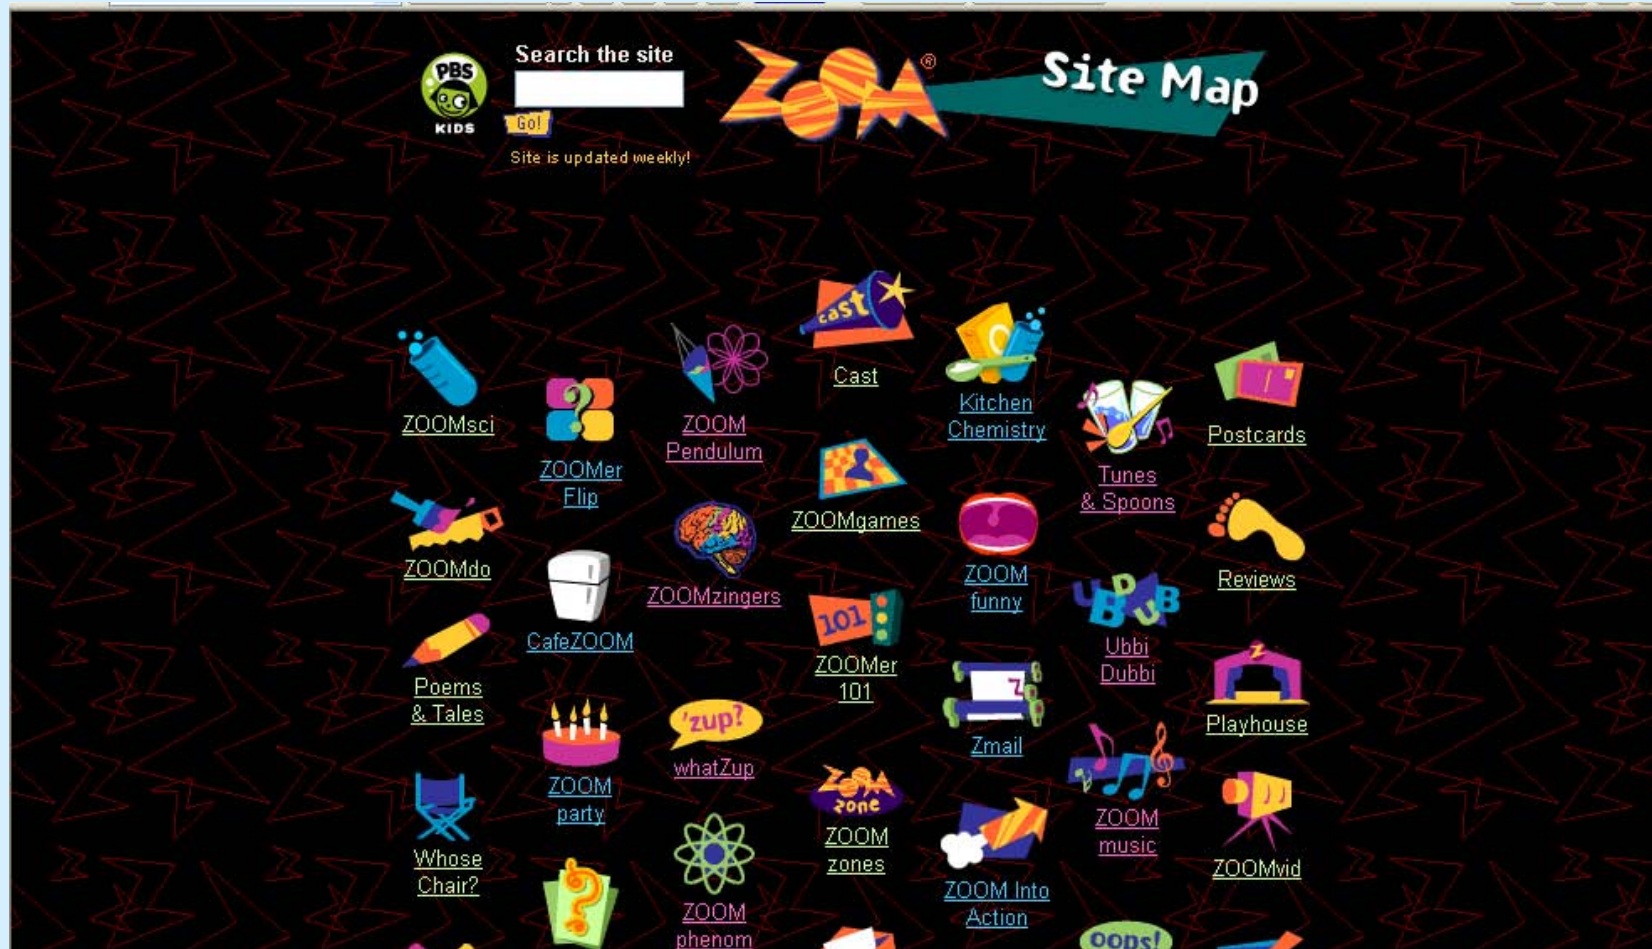 PBS
KIDS
Search the site
Go!
Site is updated weekly!
ZOOM®
Site Map
ZOOMsci
ZOOMdo
Poems
& Tales
Whose
Chair?
ZOOMer
Flip
CafeZOOM
ZOOM
party
ZOOM
Pendulum
ZOOMzingers
'zup?
whatZup
ZOOM
phenom
cast
Cast
ZOOMgames
101
ZOOMer
101
ZOOM
zone
ZOOM
zones
Kitchen
Chemistry
ZOOM
funny
Z
Zmail
ZOOM Into
Action
Tunes
& Spoons
UBBI
DUB
Ubbi
Dubbi
ZOOM
music
oops!
Postcards
Reviews
Z
Playhouse
ZOOMvid